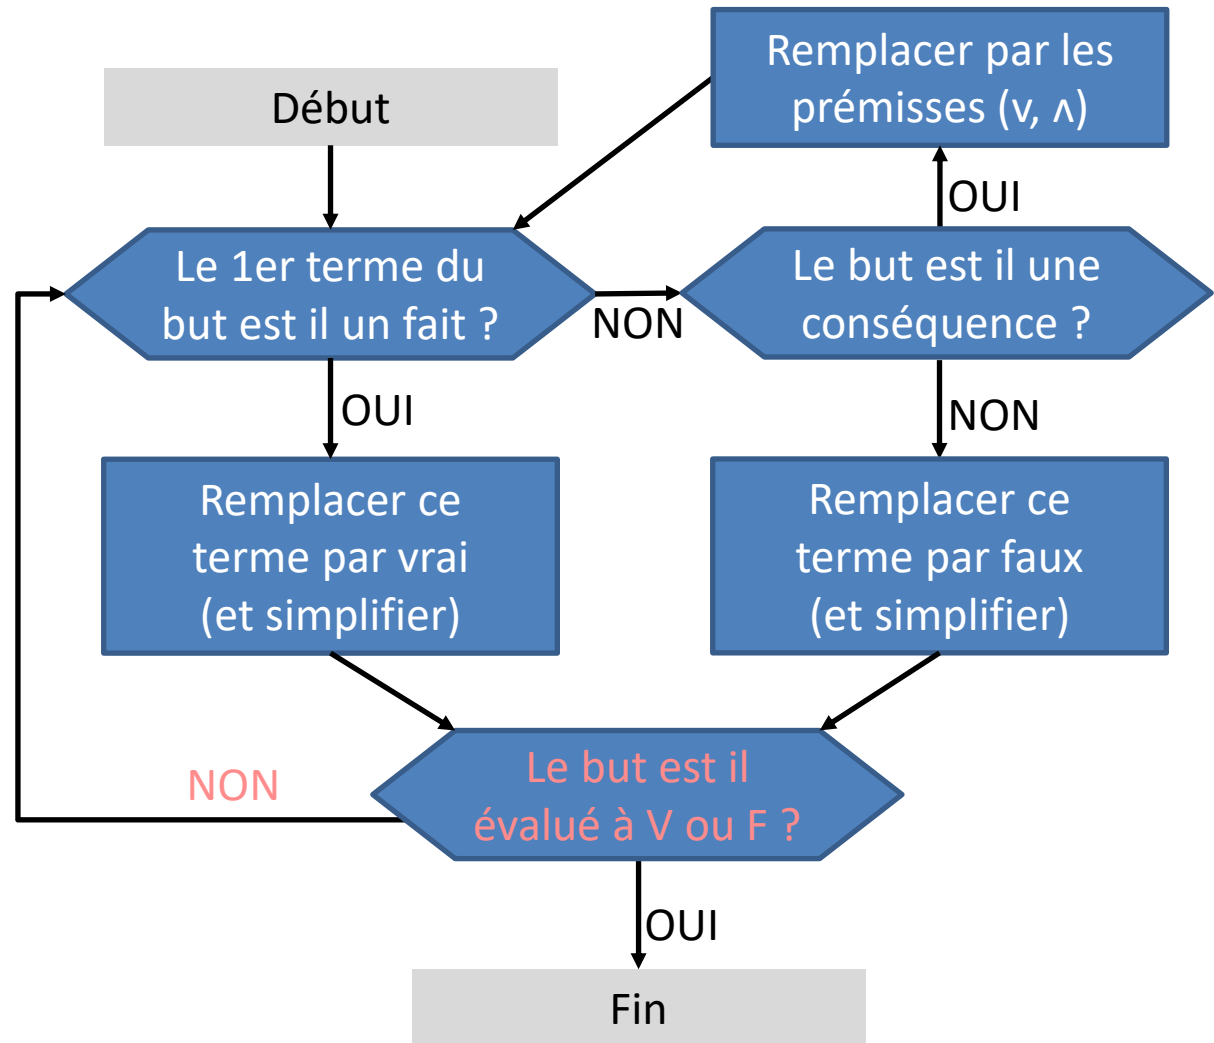 Début
Remplacer par les
prémisses (v, ʌ)
OUI
Le 1er terme du
but est il un fait ?
NON
Le but est il une
conséquence ?
OUI
NON
Remplacer ce
terme par vrai
(et simplifier)
Remplacer ce
terme par faux
(et simplifier)
NON
Le but est il
évalué à V ou F ?
OUI
Fin